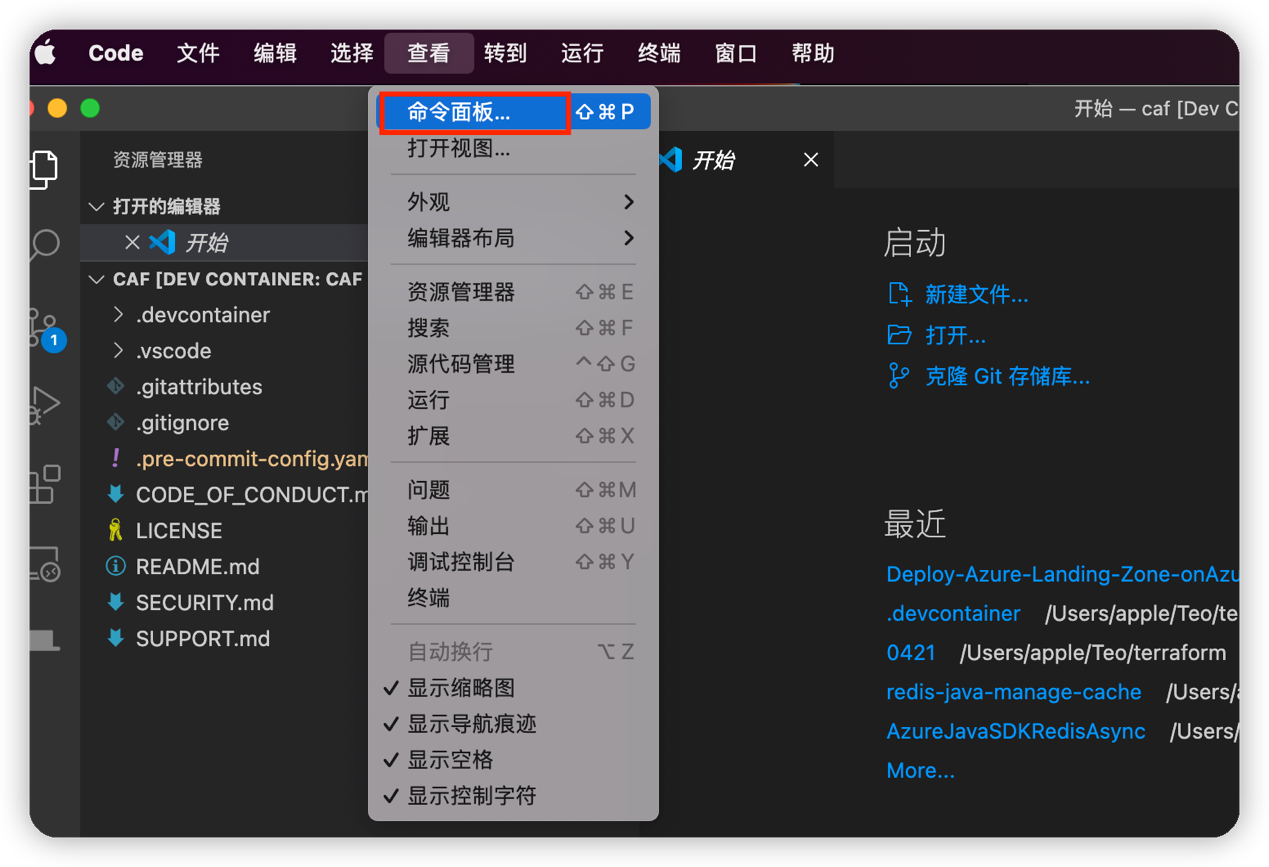 Code 文件 编辑 选择 查看 转到 运行 终端 窗口 帮助
开始 — caf [Dev C
资源管理器
打开的编辑器
开始
CAF [DEV CONTAINER: CAF
.devcontainer
.vscode
.gitattributes
.gitignore
.pre-commit-config.yam
CODE_OF_CONDUCT.m
LICENSE
README.md
SECURITY.md
SUPPORT.md
1
命令面板... ⇧⌘P
打开视图...
外观
编辑器布局
资源管理器 ⇧⌘E
搜索 ⇧⌘F
源代码管理 ^⇧G
运行 ⇧⌘D
扩展 ⇧⌘X
问题 ⇧⌘M
输出 ⇧⌘U
调试控制台 ⇧⌘Y
终端
自动换行 ⌥Z
✓ 显示缩略图
✓ 显示导航痕迹
✓ 显示空格
✓ 显示控制字符
开始
启动
新建文件...
打开...
克隆 Git 存储库...
最近
Deploy-Azure-Landing-Zone-onAzu
.devcontainer /Users/apple/Teo/te
0421 /Users/apple/Teo/terraform
redis-java-manage-cache /Users/a
AzureJavaSDKRedisAsync /Users/
More...